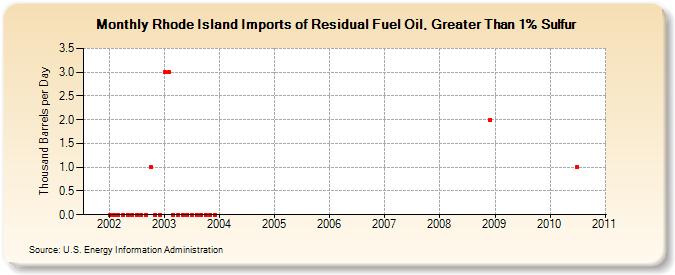 Monthly Rhode Island Imports of Residual Fuel Oil, Greater Than 1% Sulfur
Thousand Barrels per Day
3.5
3.0
2.5
2.0
1.5
1.0
0.5
0.0
2002 2003 2004 2005 2006 2007 2008 2009 2010 2011
Source: U.S. Energy Information Administration